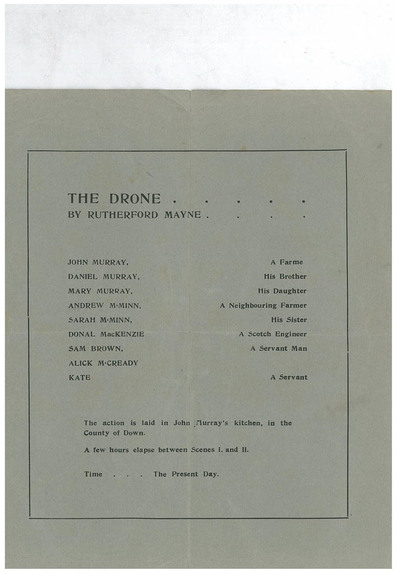 THE DRONE . . . . .
BY RUTHERFORD MAYNE . . . .
JOHN MURRAY, A Farme
DANIEL MURRAY, His Brother
MARY MURRAY, His Daughter
ANDREW M·MINN, A Neighbouring Farmer
SARAH M·MINN, His Sister
DONAL MacKENZIE A Scotch Engineer
SAM BROWN, A Servant Man
ALICK M·CREADY
KATE A Servant
The action is laid in John Murray's kitchen, in the
County of Down.
A few hours elapse between Scenes I. and II.
Time . . . The Present Day.